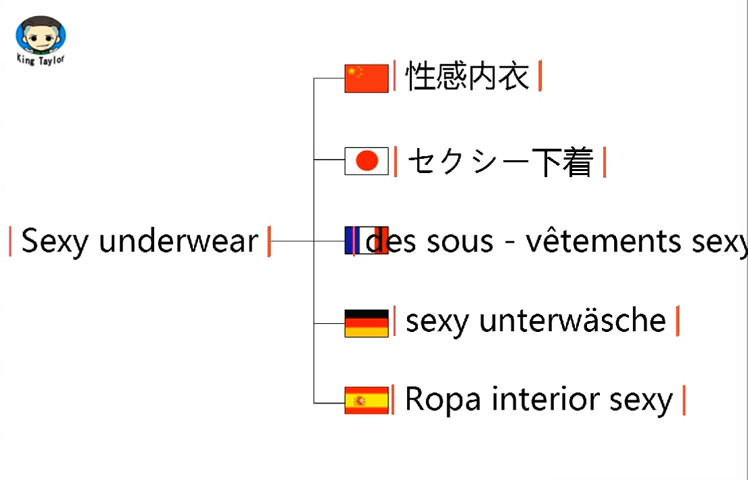 King Taylor
性感内衣
セクシー下着
Sexy underwear
des sous - vêtements sexy
sexy unterwäsche
Ropa interior sexy